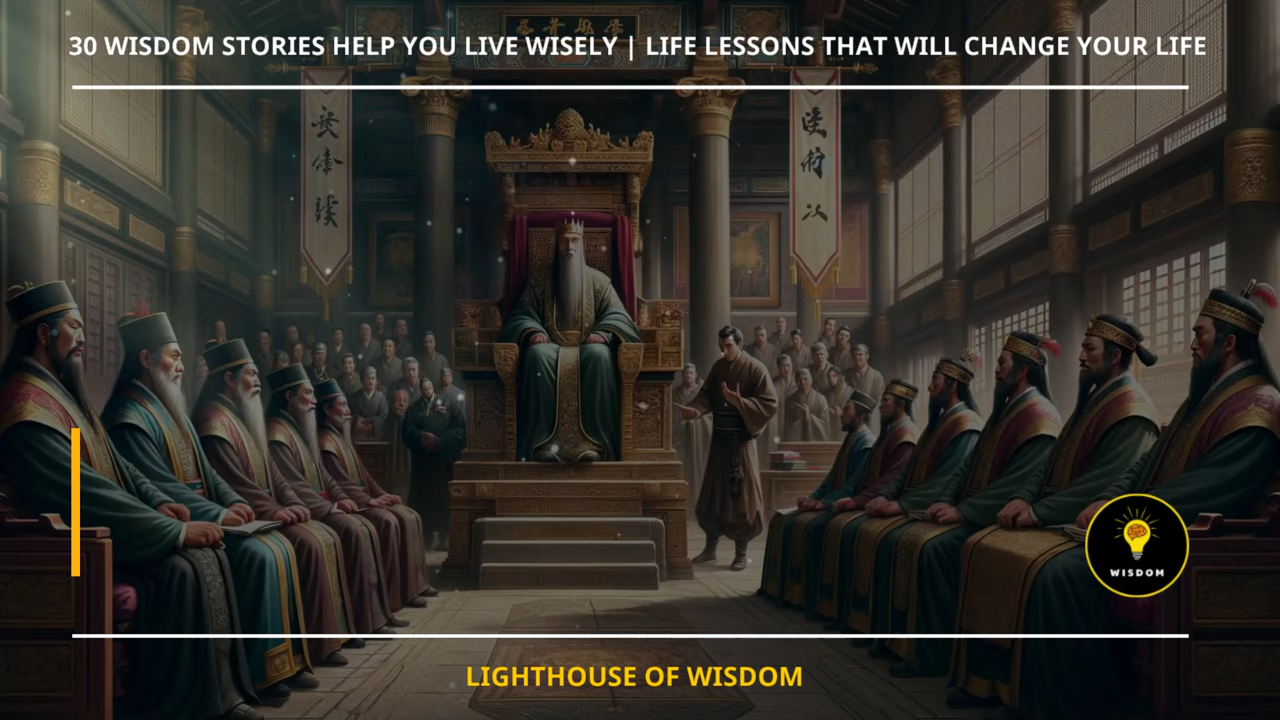 30 WISDOM STORIES HELP YOU LIVE WISELY | LIFE LESSONS THAT WILL CHANGE YOUR LIFE
WISDOM
LIGHTHOUSE OF WISDOM